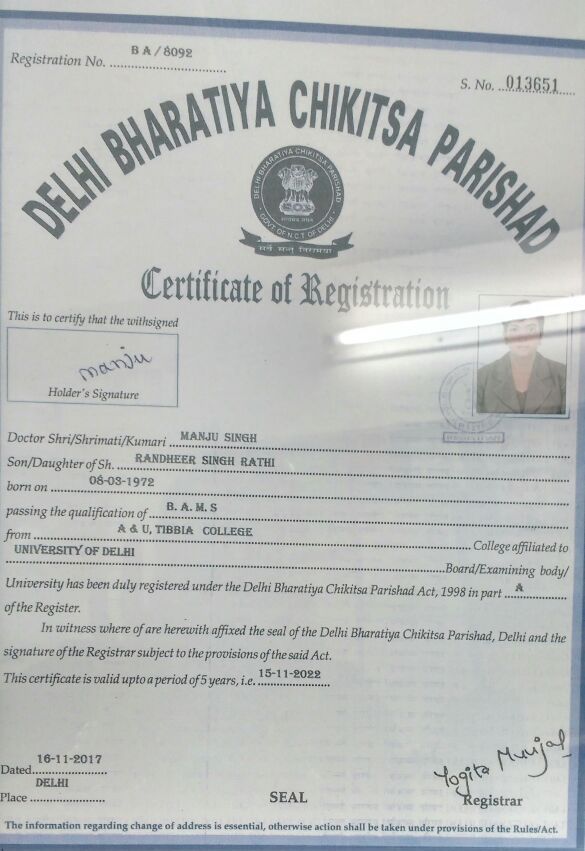 Registration No. BA/8092
S. No. 013651
DELHI BHARATIYA CHIKITSA PARISHAD
DELHI BHARATIYA CHIKITSA PARISHAD
GOVT. OF N.C.T. OF DELHI
सत्यमेव जयते
सर्वे सन्तु निरामया
Certificate of Registration
This is to certify that the withsigned
manju
Holder's Signature
Doctor Shri/Shrimati/Kumari MANJU SINGH
Son/Daughter of Sh. RANDHEER SINGH RATHI
born on 08-03-1972
passing the qualification of B. A. M. S
from A & U, TIBBIA COLLEGE College affiliated to
UNIVERSITY OF DELHI Board/Examining body/
University has been duly registered under the Delhi Bharatiya Chikitsa Parishad Act, 1998 in part A
of the Register.
In witness where of are herewith affixed the seal of the Delhi Bharatiya Chikitsa Parishad, Delhi and the
signature of the Registrar subject to the provisions of the said Act.
This certificate is valid upto a period of 5 years, i.e. 15-11-2022
Dated 16-11-2017
Place DELHI
SEAL
Yogita Munjal
Registrar
The information regarding change of address is essential, otherwise action shall be taken under provisions of the Rules/Act.